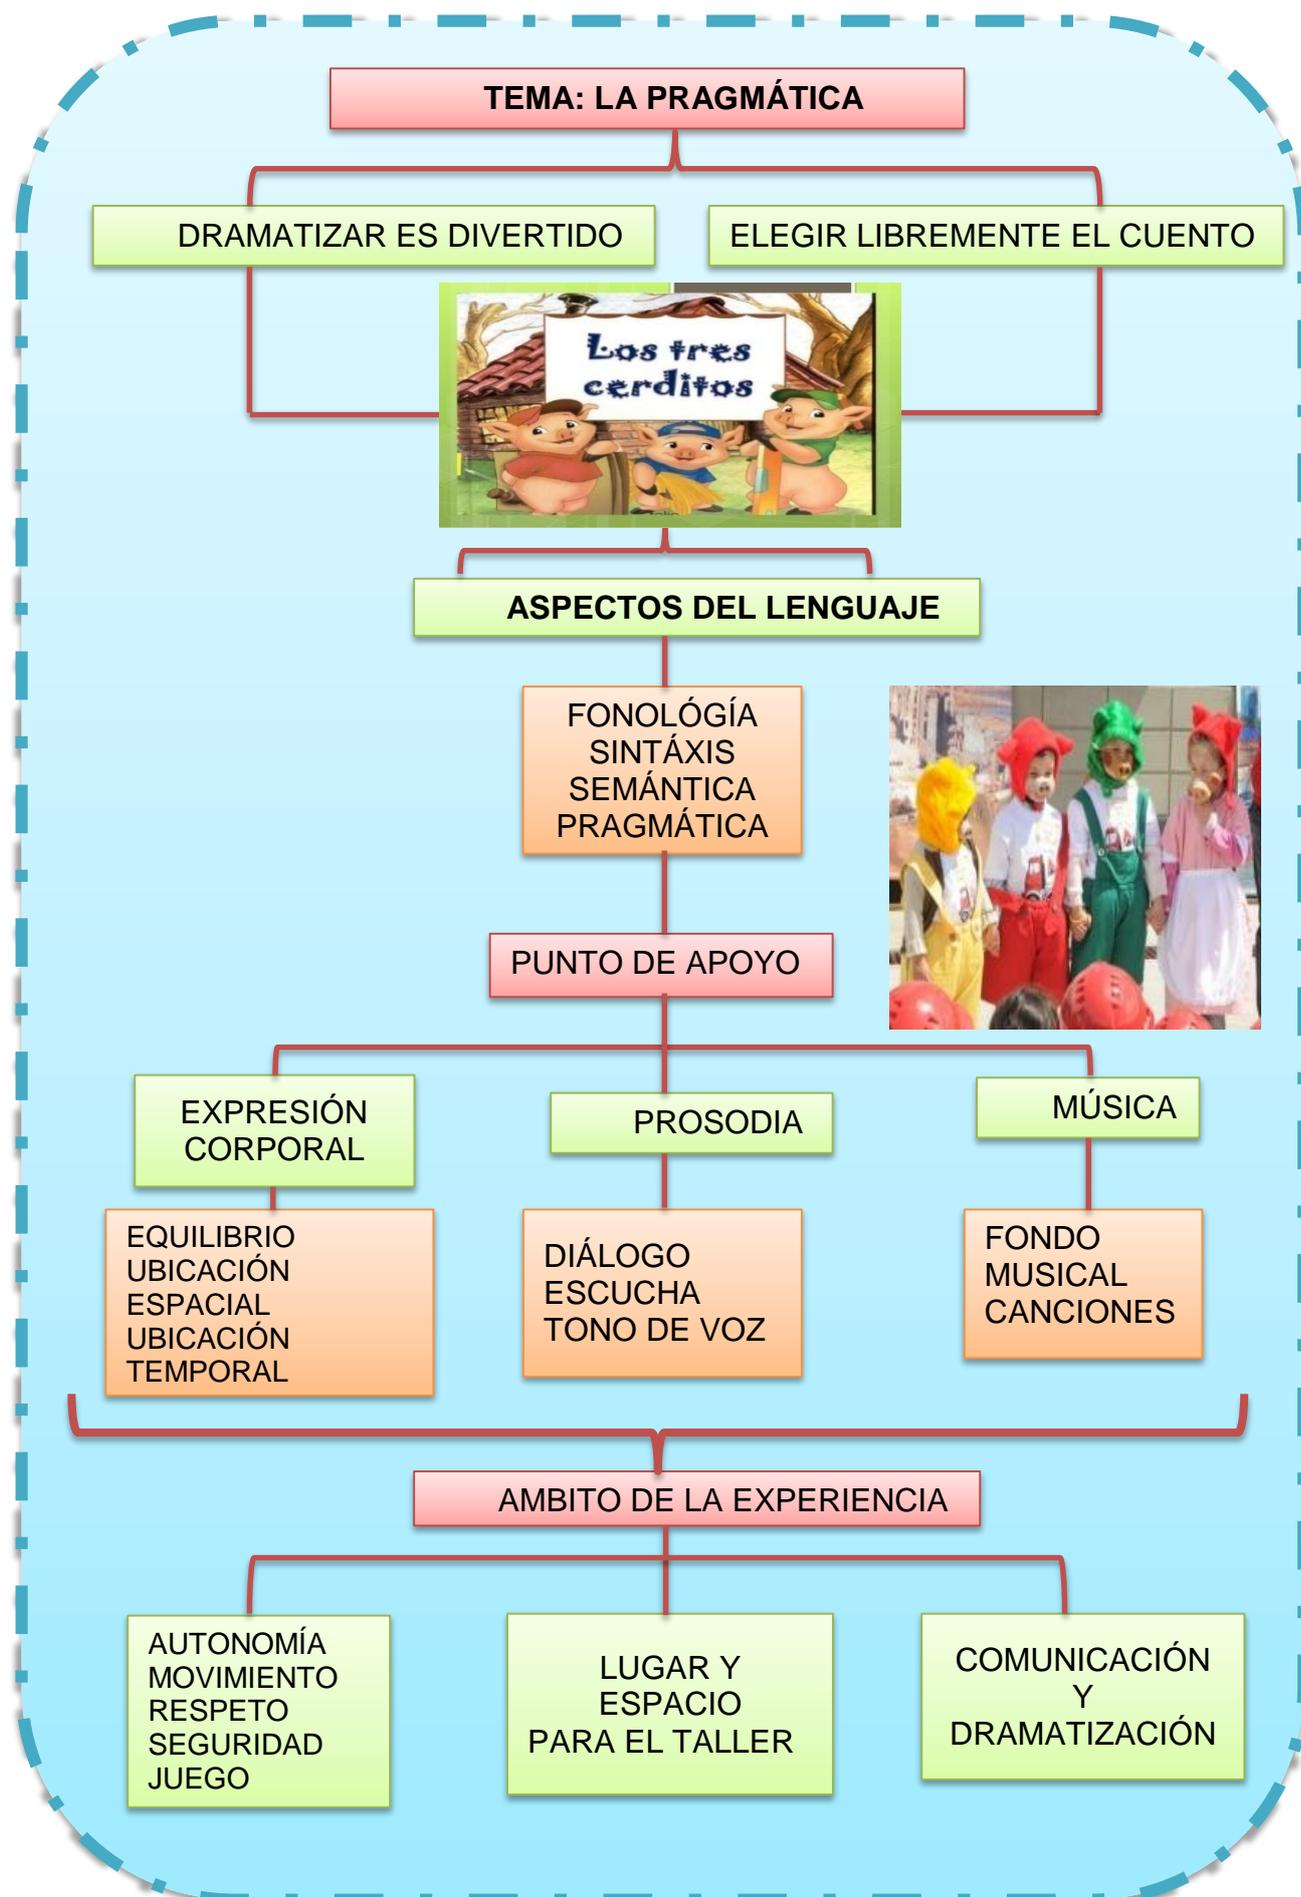 TEMA: LA PRAGMÁTICA
DRAMATIZAR ES DIVERTIDO
ELEGIR LIBREMENTE EL CUENTO
Los tres
cerditos
ASPECTOS DEL LENGUAJE
FONOLÓGÍA
SINTÁXIS
SEMÁNTICA
PRAGMÁTICA
PUNTO DE APOYO
EXPRESIÓN
CORPORAL
PROSODIA
MÚSICA
EQUILIBRIO
UBICACIÓN
ESPACIAL
UBICACIÓN
TEMPORAL
DIÁLOGO
ESCUCHA
TONO DE VOZ
FONDO
MUSICAL
CANCIONES
AMBITO DE LA EXPERIENCIA
AUTONOMÍA
MOVIMIENTO
RESPETO
SEGURIDAD
JUEGO
LUGAR Y
ESPACIO
PARA EL TALLER
COMUNICACIÓN
Y
DRAMATIZACIÓN